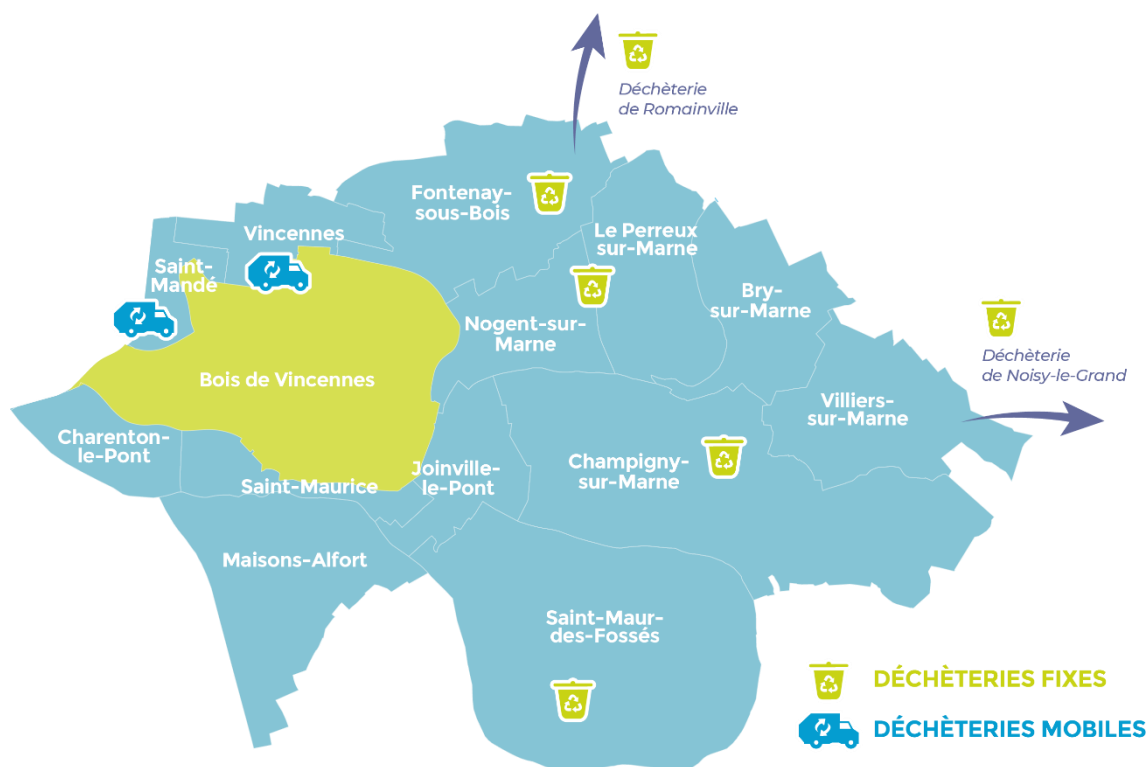 Déchèterie
de Romainville
Fontenay-
sous-Bois
Vincennes
Le Perreux
sur-Marne
Saint-
Mandé
Bry-
sur-Marne
Nogent-sur-
Marne
Déchèterie
de Noisy-le-Grand
Bois de Vincennes
Villiers-
sur-Marne
Charenton-
le-Pont
Joinville-
le-Pont
Champigny-
sur-Marne
Saint-Maurice
Maisons-Alfort
Saint-Maur-
des-Fossés
DÉCHÈTERIES FIXES
DÉCHÈTERIES MOBILES